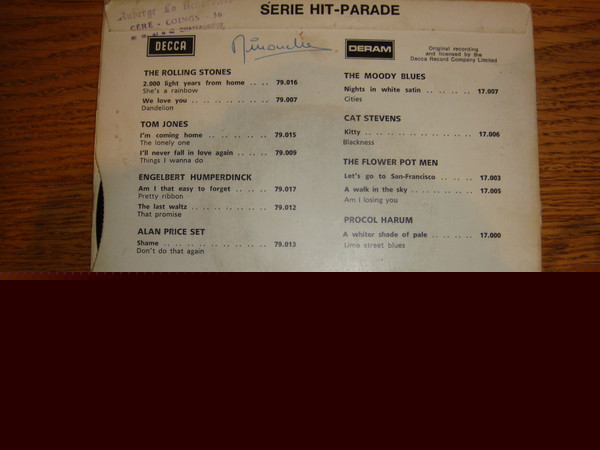 SERIE HIT-PARADE
CERE - COINGS - 36
DECCA
DERAM
Original recording
and licensed by the
Decca Record Company Limited
THE ROLLING STONES
2.000 light years from home .. .. 79.016
She's a rainbow
We love you .. .. .. .. .. .. .. 79.007
Dandelion
TOM JONES
I'm coming home .. .. .. .. .. 79.015
The lonely one
I'll never fall in love again .. .. .. 79.009
Things I wanna do
ENGELBERT HUMPERDINCK
Am I that easy to forget .. .. .. 79.017
Pretty ribbon
The last waltz .. .. .. .. .. .. .. 79.012
That promise
ALAN PRICE SET
Shame .. .. .. .. .. .. .. .. .. 79.013
Don't do that again
THE MOODY BLUES
Nights in white satin .. .. .. .. 17.007
Cities
CAT STEVENS
Kitty .. .. .. .. .. .. .. .. .. 17.006
Blackness
THE FLOWER POT MEN
Let's go to San-Francisco .. .. .. 17.003
A walk in the sky .. .. .. .. .. 17.005
Am I losing you
PROCOL HARUM
A whiter shade of pale .. .. .. .. 17.000
Lime street blues